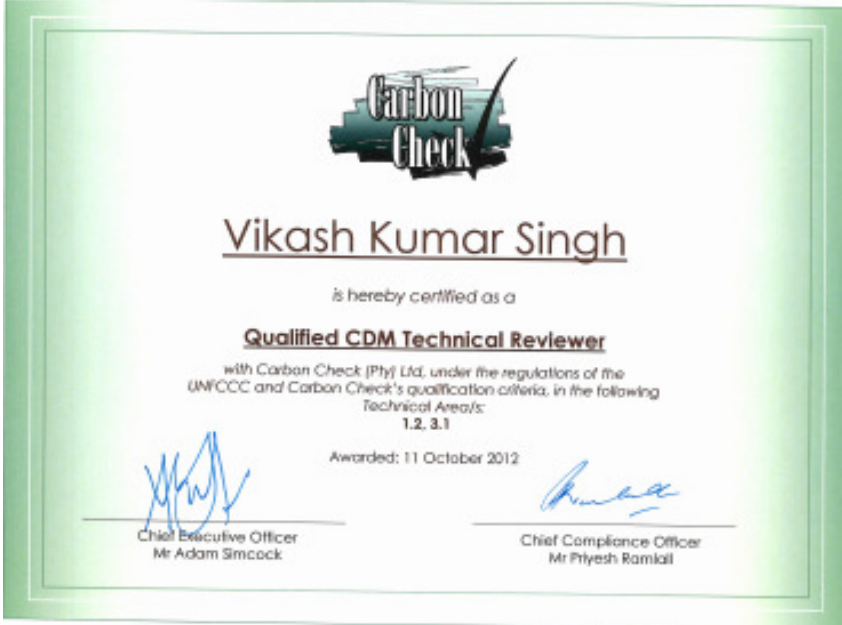 Carbon
Check
Vikash Kumar Singh
is hereby certified as a
Qualified CDM Technical Reviewer
with Carbon Check (Pty) Ltd, under the regulations of the
UNFCCC and Carbon Check's qualification criteria, in the following
Technical Area/s:
1.2, 3.1
Awarded: 11 October 2012
Chief Executive Officer
Mr Adam Simcock
Chief Compliance Officer
Mr Priyesh Ramlall